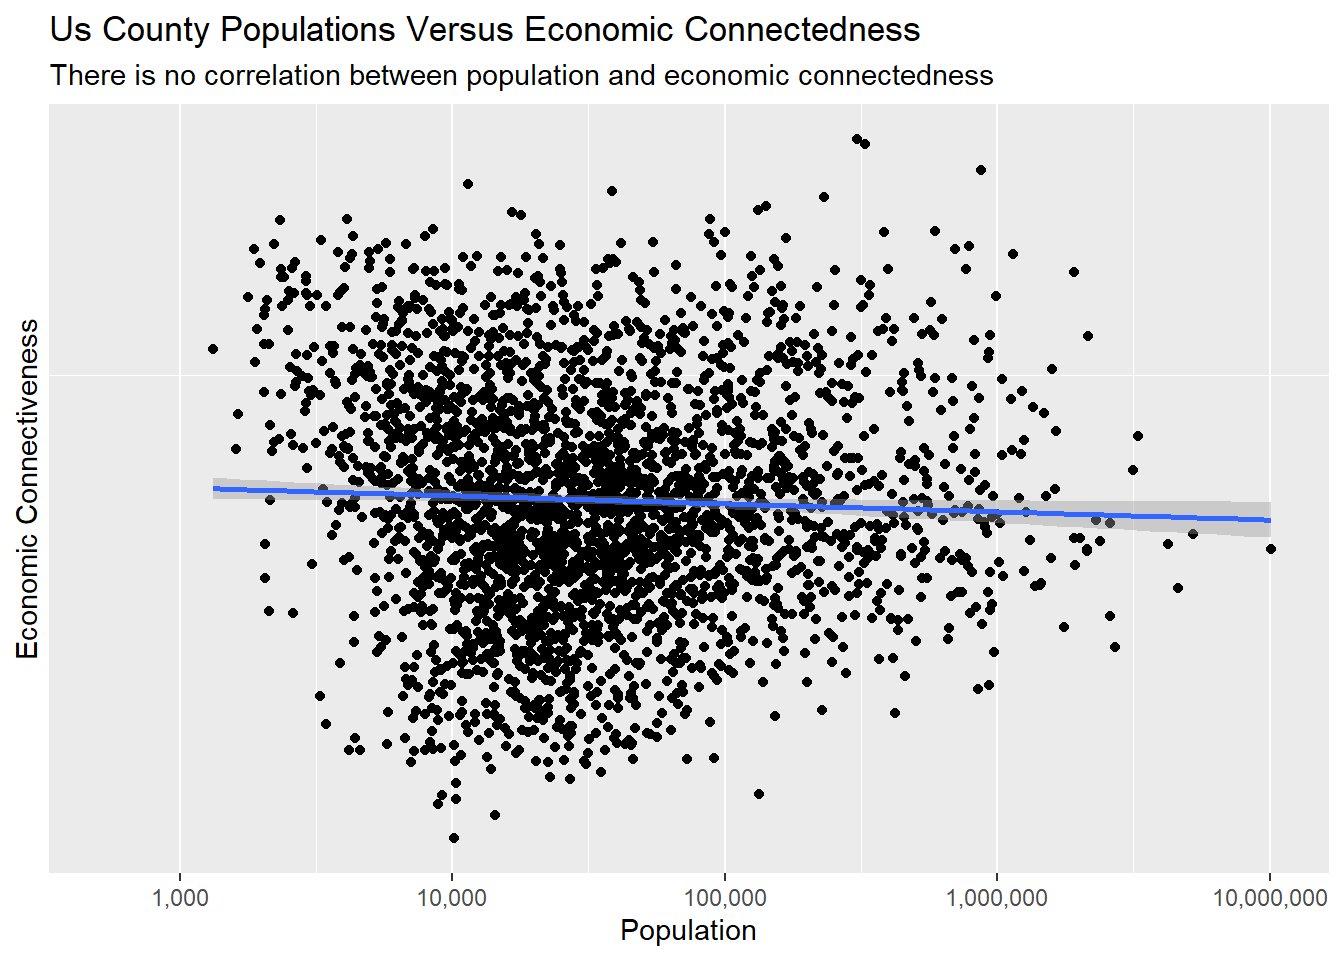 Us County Populations Versus Economic Connectedness
There is no correlation between population and economic connectedness
Economic Connectiveness
1,000
10,000
100,000
1,000,000
10,000,000
Population